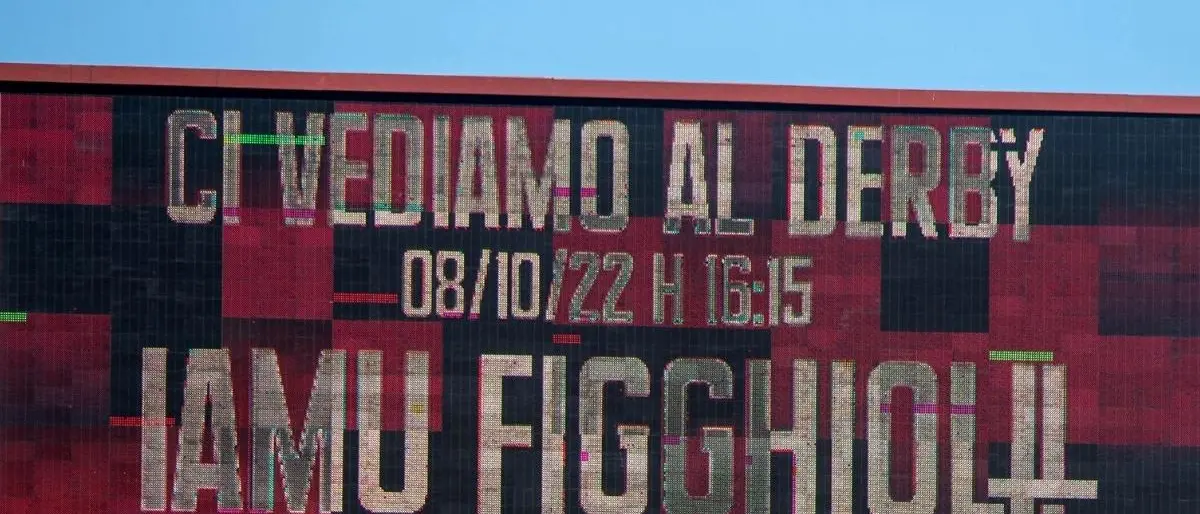 CI VEDIAMO AL DERBY
08/10/22 H 16:15
IAMU FIGGHIOLI!